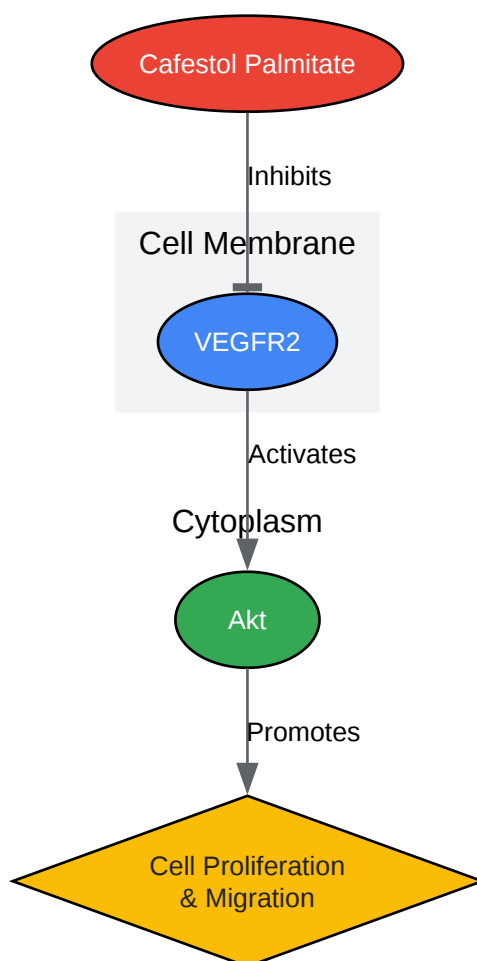 Cafestol Palmitate
Inhibits
Cell Membrane
VEGFR2
Activates
Cytoplasm
Akt
Promotes
Cell Proliferation
& Migration